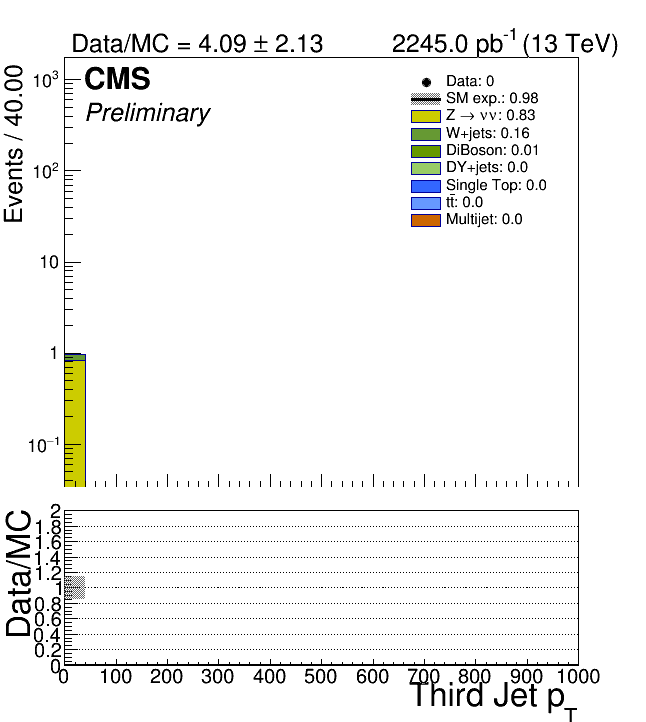 Data/MC = 4.09 ± 2.13 2245.0 pb⁻¹ (13 TeV)
CMS
Preliminary
Events / 40.00
10³
10²
10
1
10⁻¹
Data: 0
SM exp.: 0.98
Z → νν: 0.83
W+jets: 0.16
DiBoson: 0.01
DY+jets: 0.0
Single Top: 0.0
tt̄: 0.0
Multijet: 0.0
Data/MC
2
1.8
1.6
1.4
1.2
1
0.8
0.6
0.4
0.2
0
0 100 200 300 400 500 600 700 800 900 1000
Third Jet p_T